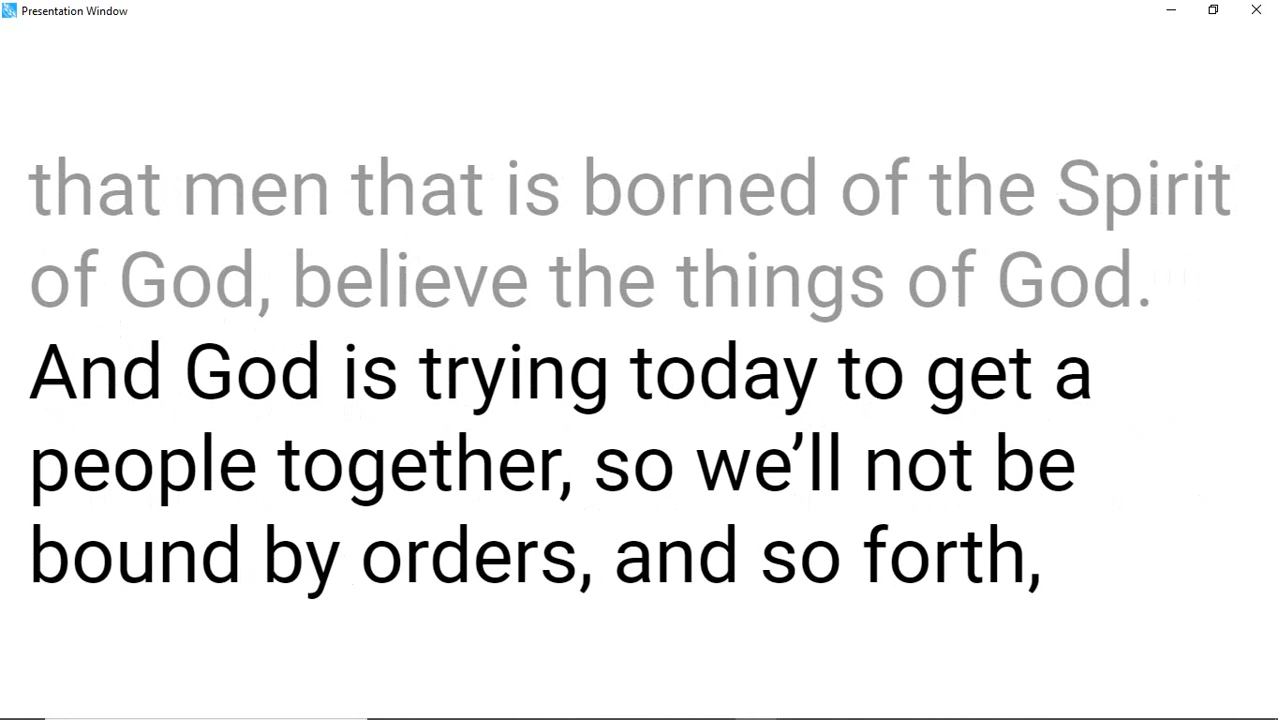 Presentation Window
that men that is borned of the Spirit
of God, believe the things of God.
And God is trying today to get a
people together, so we’ll not be
bound by orders, and so forth,